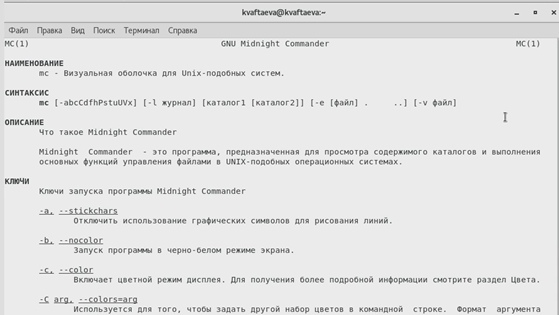 kvaftaeva@kvaftaeva:~
Файл Правка Вид Поиск Терминал Справка
MC(1) GNU Midnight Commander MC(1)
НАИМЕНОВАНИЕ
mc - Визуальная оболочка для Unix-подобных систем.
СИНТАКСИС
mc [-abcCdfhPstuUVx] [-l журнал] [каталог1 [каталог2]] [-e [файл] . ..] [-v файл]
ОПИСАНИЕ
Что такое Midnight Commander
Midnight Commander - это программа, предназначенная для просмотра содержимого каталогов и выполнения
основных функций управления файлами в UNIX-подобных операционных системах.
КЛЮЧИ
Ключи запуска программы Midnight Commander
-a, --stickchars
Отключить использование графических символов для рисования линий.
-b, --nocolor
Запуск программы в черно-белом режиме экрана.
-c, --color
Включает цветной режим дисплея. Для получения более подробной информации смотрите раздел Цвета.
-C arg, --colors=arg
Используется для того, чтобы задать другой набор цветов в командной строке. Формат аргумента